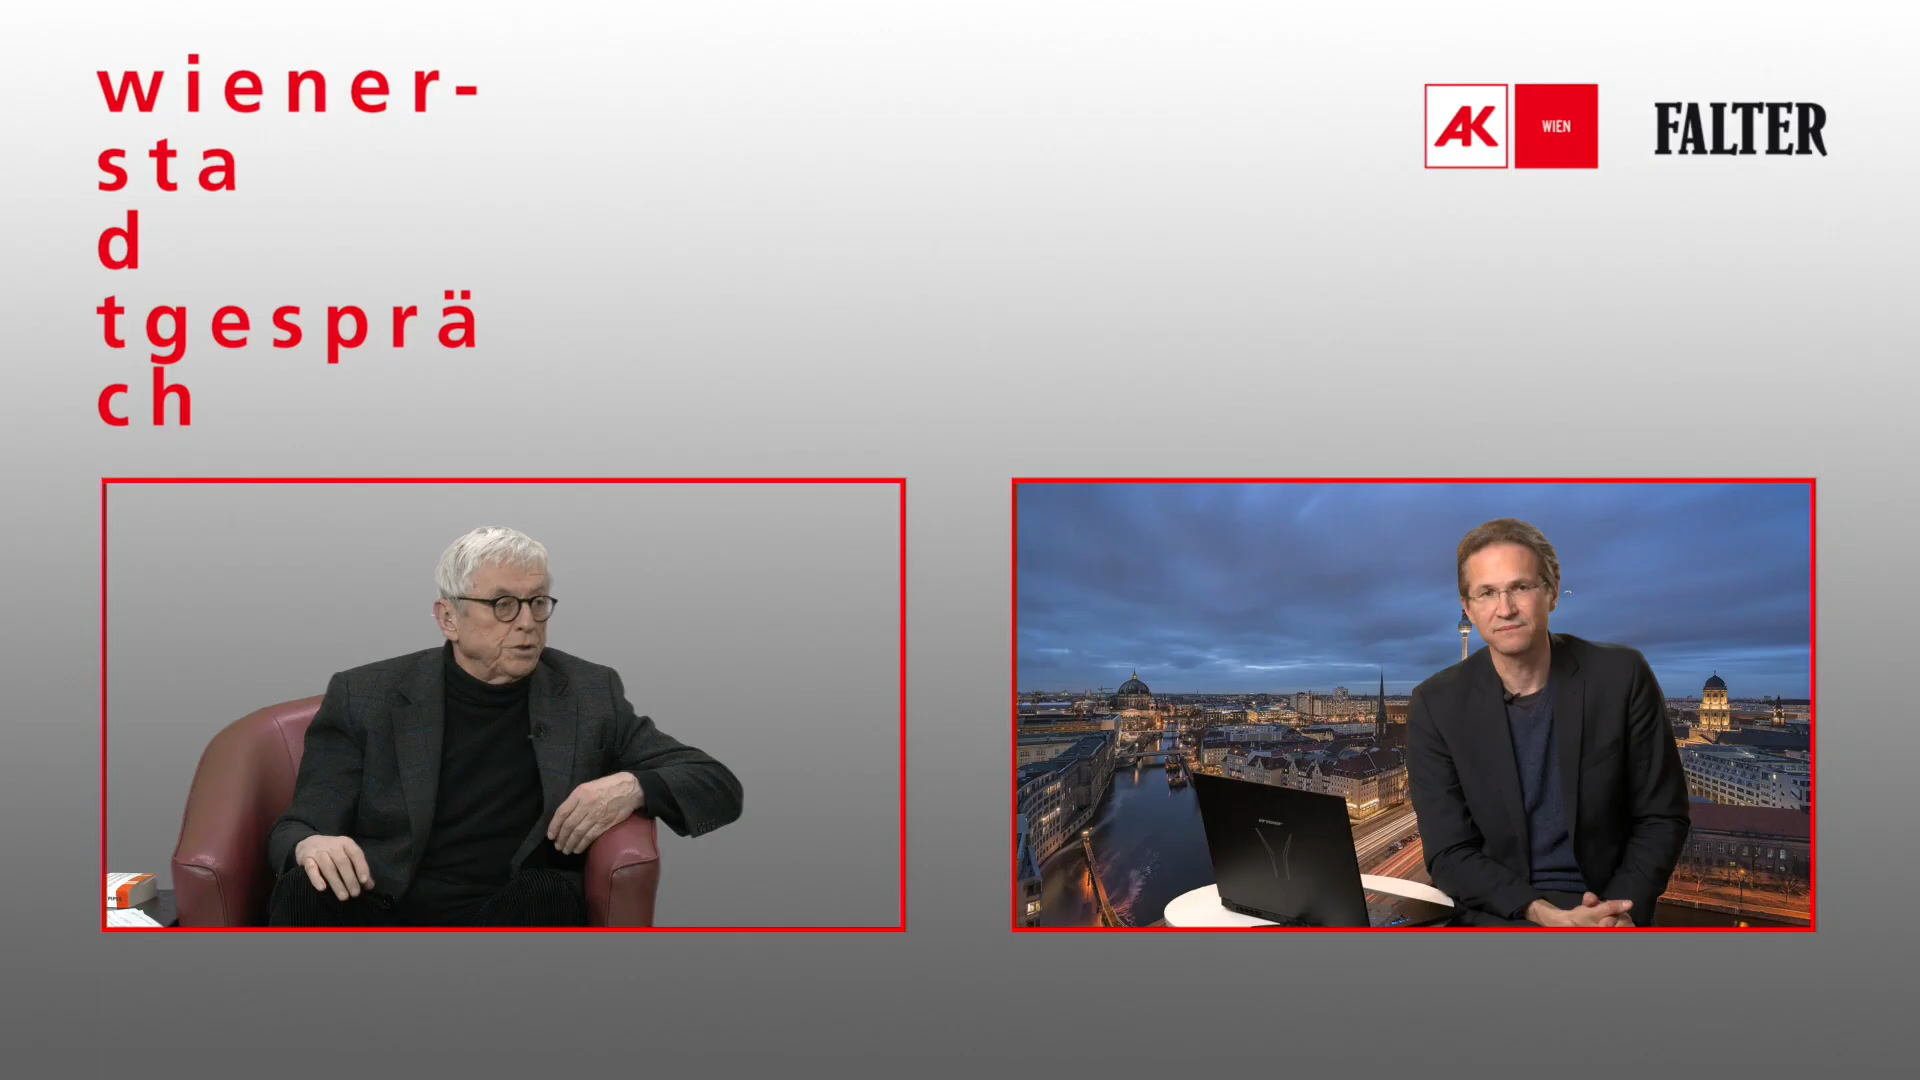 wiener-
sta
d
tgesprä
ch
AK
WIEN
FALTER